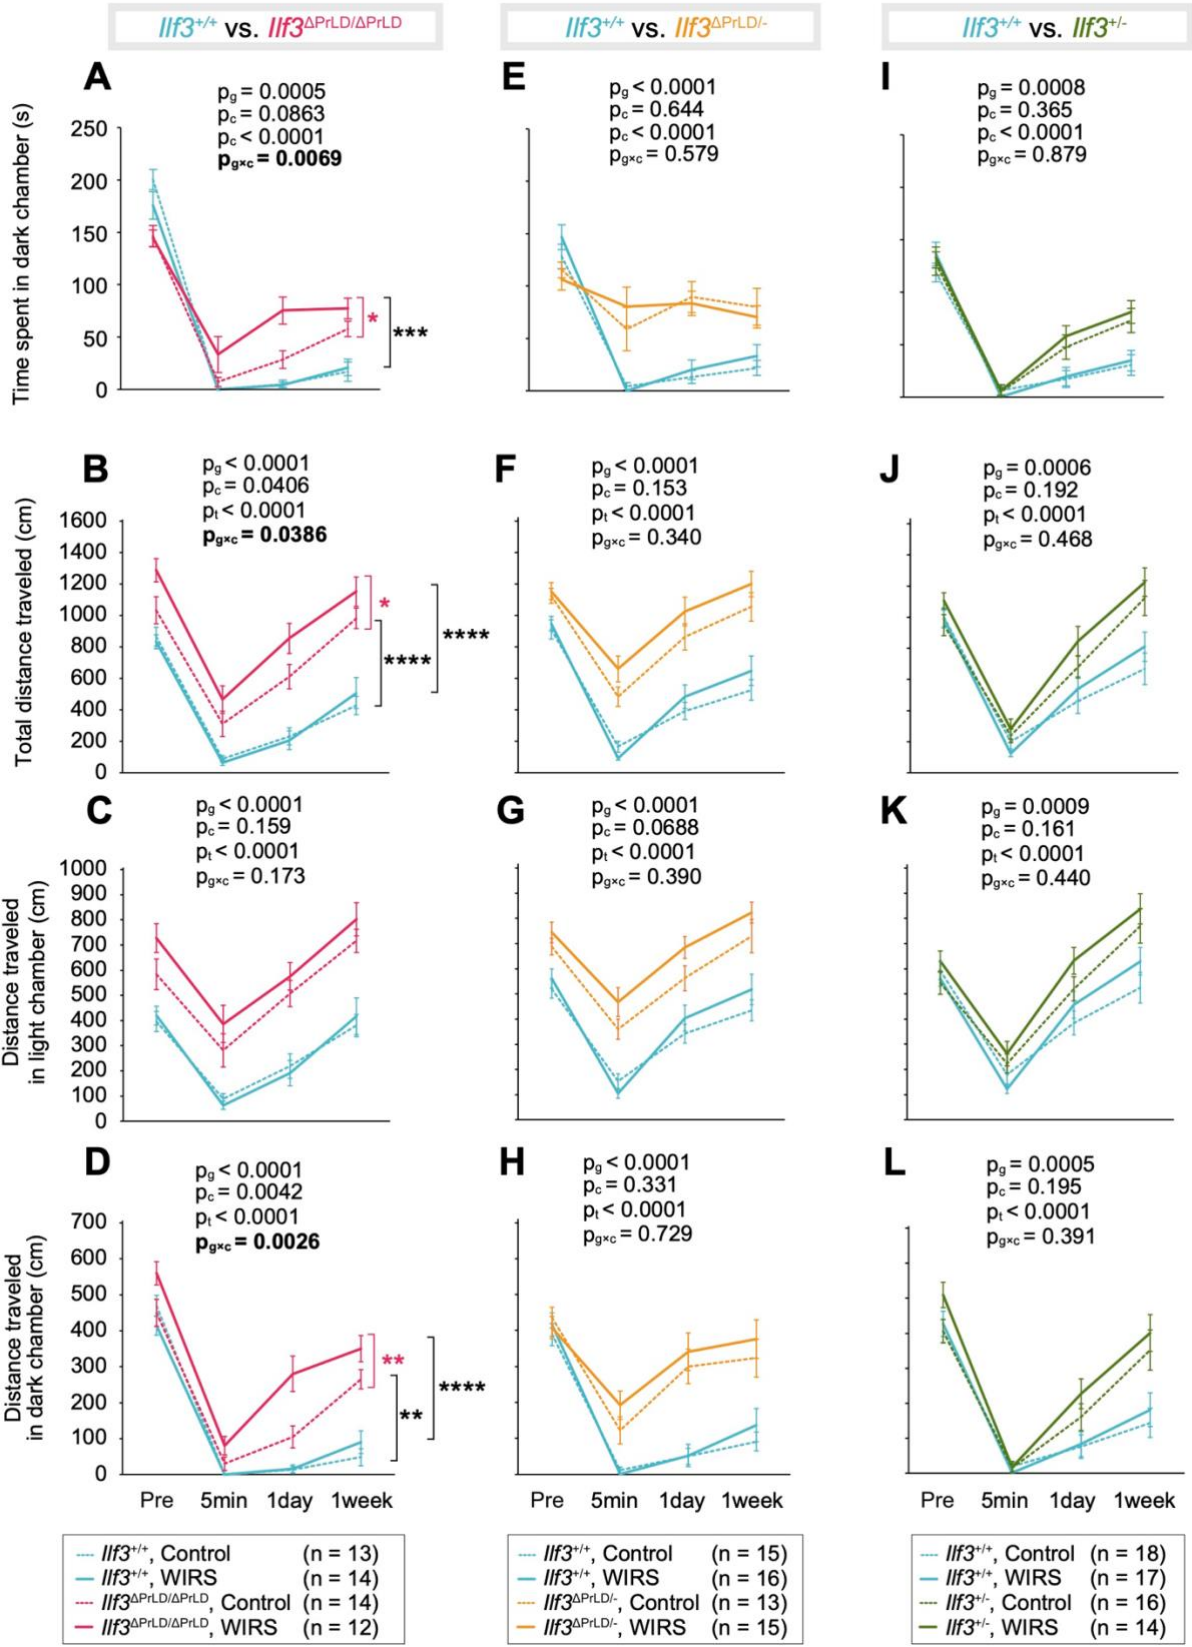 Ilf3+/+ vs. Ilf3ΔPrLD/ΔPrLD
Ilf3+/+ vs. Ilf3ΔPrLD/-
Ilf3+/+ vs. Ilf3+/-
A
pg = 0.0005
pc = 0.0863
pc < 0.0001
pg×c = 0.0069
Time spent in dark chamber (s)
250
200
150
100
50
0
*
***
E
pg < 0.0001
pc = 0.644
pc < 0.0001
pg×c = 0.579
I
pg = 0.0008
pc = 0.365
pc < 0.0001
pg×c = 0.879
B
pg < 0.0001
pc = 0.0406
pt < 0.0001
pg×c = 0.0386
Total distance traveled (cm)
1600
1400
1200
1000
800
600
400
200
0
*
****
****
F
pg < 0.0001
pc = 0.153
pt < 0.0001
pg×c = 0.340
J
pg = 0.0006
pc = 0.192
pt < 0.0001
pg×c = 0.468
C
pg < 0.0001
pc = 0.159
pt < 0.0001
pg×c = 0.173
Distance traveled
in light chamber (cm)
1000
900
800
700
600
500
400
300
200
100
0
G
pg < 0.0001
pc = 0.0688
pt < 0.0001
pg×c = 0.390
K
pg = 0.0009
pc = 0.161
pt < 0.0001
pg×c = 0.440
D
pg < 0.0001
pc = 0.0042
pt < 0.0001
pg×c = 0.0026
Distance traveled
in dark chamber (cm)
700
600
500
400
300
200
100
0
**
**
****
Pre 5min 1day 1week
H
pg < 0.0001
pc = 0.331
pt < 0.0001
pg×c = 0.729
Pre 5min 1day 1week
L
pg = 0.0005
pc = 0.195
pt < 0.0001
pg×c = 0.391
Pre 5min 1day 1week
Ilf3+/+, Control (n = 13)
Ilf3+/+, WIRS (n = 14)
Ilf3ΔPrLD/ΔPrLD, Control (n = 14)
Ilf3ΔPrLD/ΔPrLD, WIRS (n = 12)
Ilf3+/+, Control (n = 15)
Ilf3+/+, WIRS (n = 16)
Ilf3ΔPrLD/-, Control (n = 13)
Ilf3ΔPrLD/-, WIRS (n = 15)
Ilf3+/+, Control (n = 18)
Ilf3+/+, WIRS (n = 17)
Ilf3+/-, Control (n = 16)
Ilf3+/-, WIRS (n = 14)